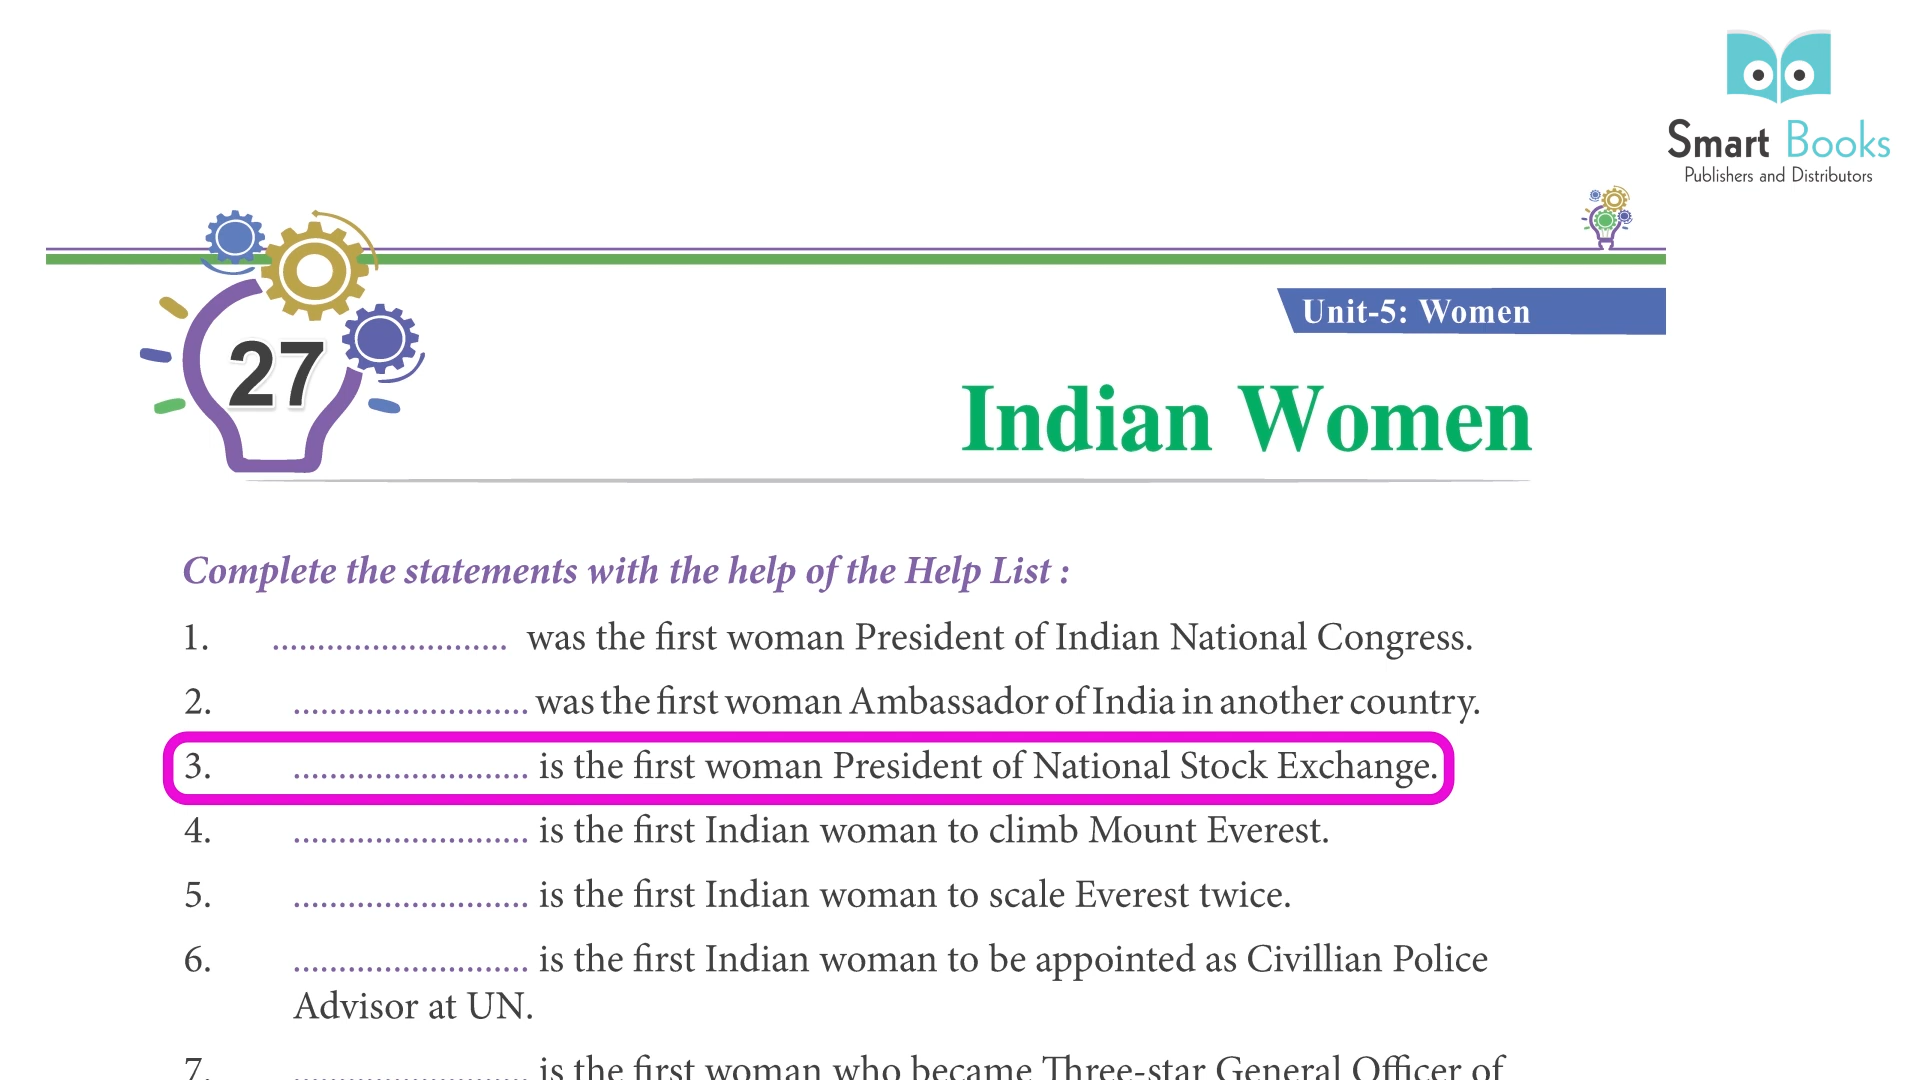 Smart Books
Publishers and Distributors
Unit-5: Women
27
Indian Women
Complete the statements with the help of the Help List :
1. .......................... was the first woman President of Indian National Congress.
2. .......................... was the first woman Ambassador of India in another country.
3. .......................... is the first woman President of National Stock Exchange.
4. .......................... is the first Indian woman to climb Mount Everest.
5. .......................... is the first Indian woman to scale Everest twice.
6. .......................... is the first Indian woman to be appointed as Civillian Police
Advisor at UN.
7. .......................... is the first woman who became Three-star General Officer of